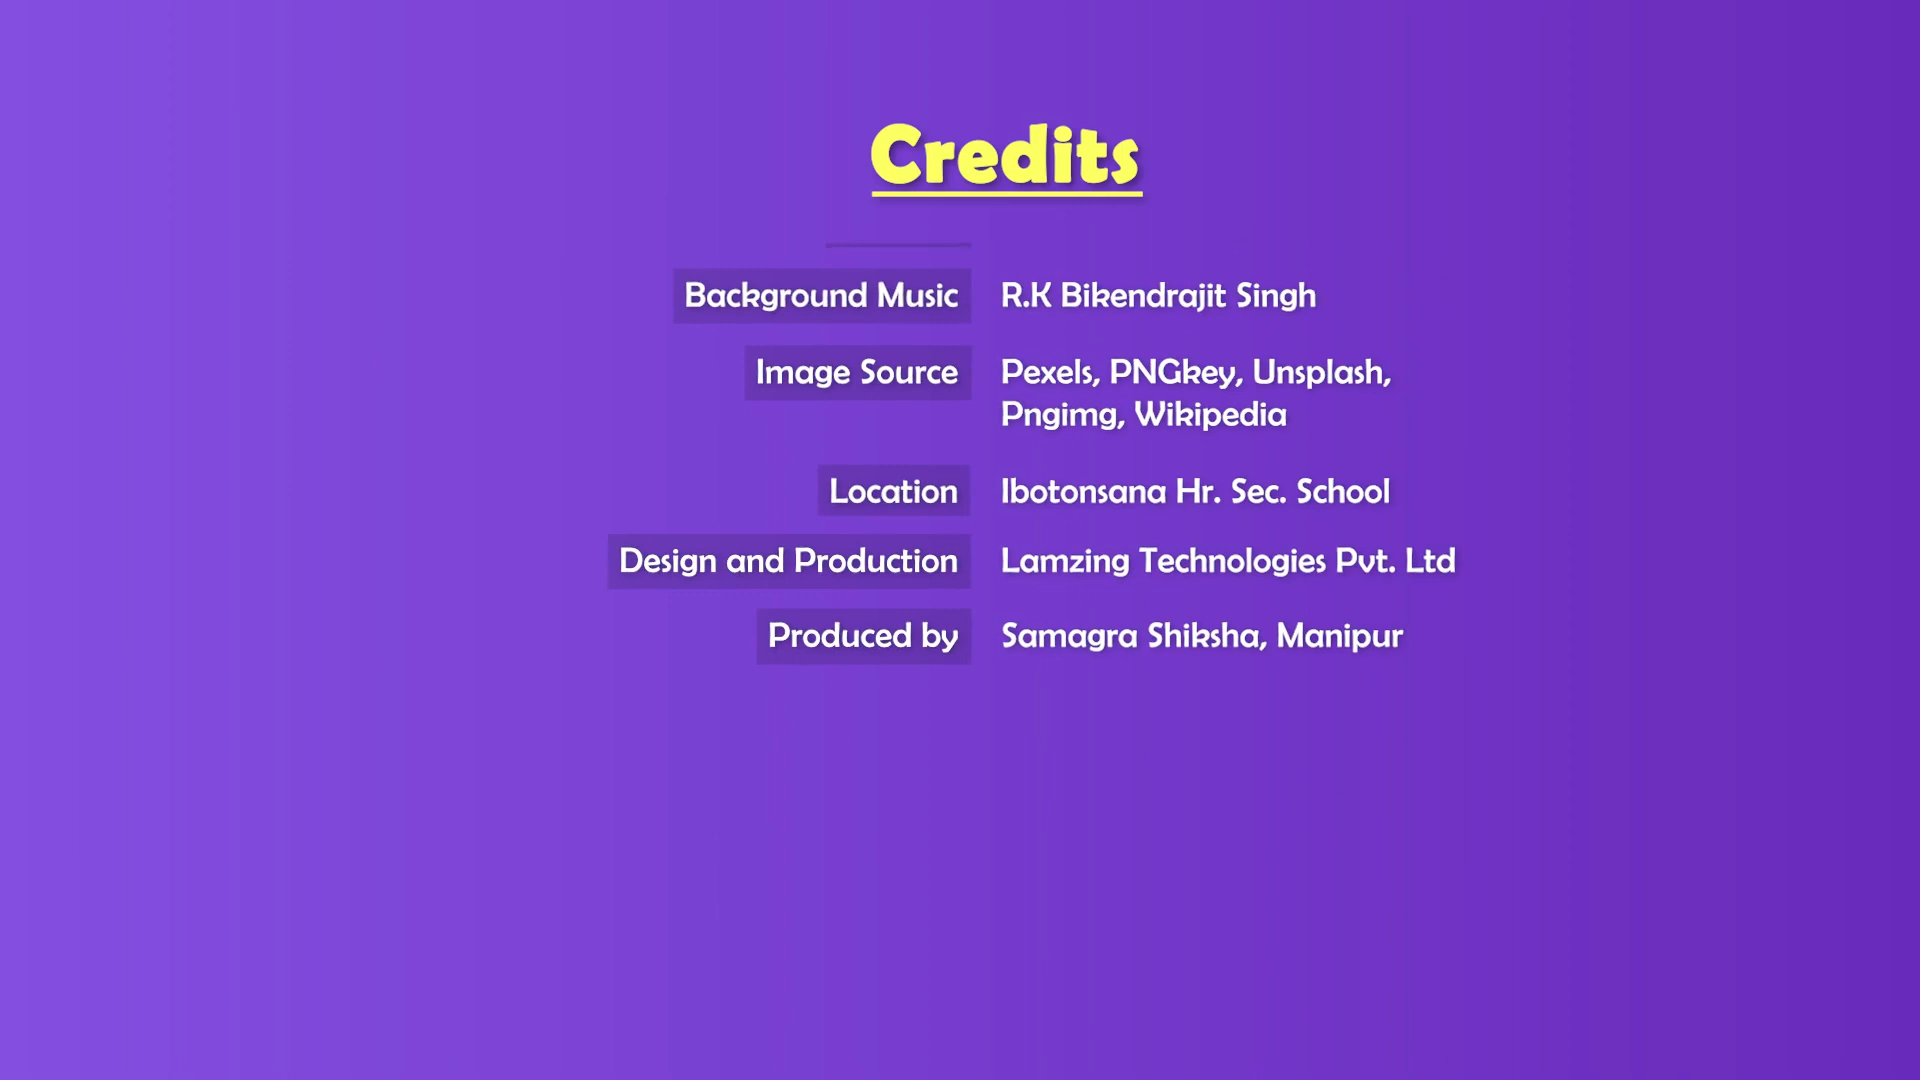 Credits
Background Music R.K Bikendrajit Singh
Image Source Pexels, PNGkey, Unsplash,
Pngimg, Wikipedia
Location Ibotonsana Hr. Sec. School
Design and Production Lamzing Technologies Pvt. Ltd
Produced by Samagra Shiksha, Manipur